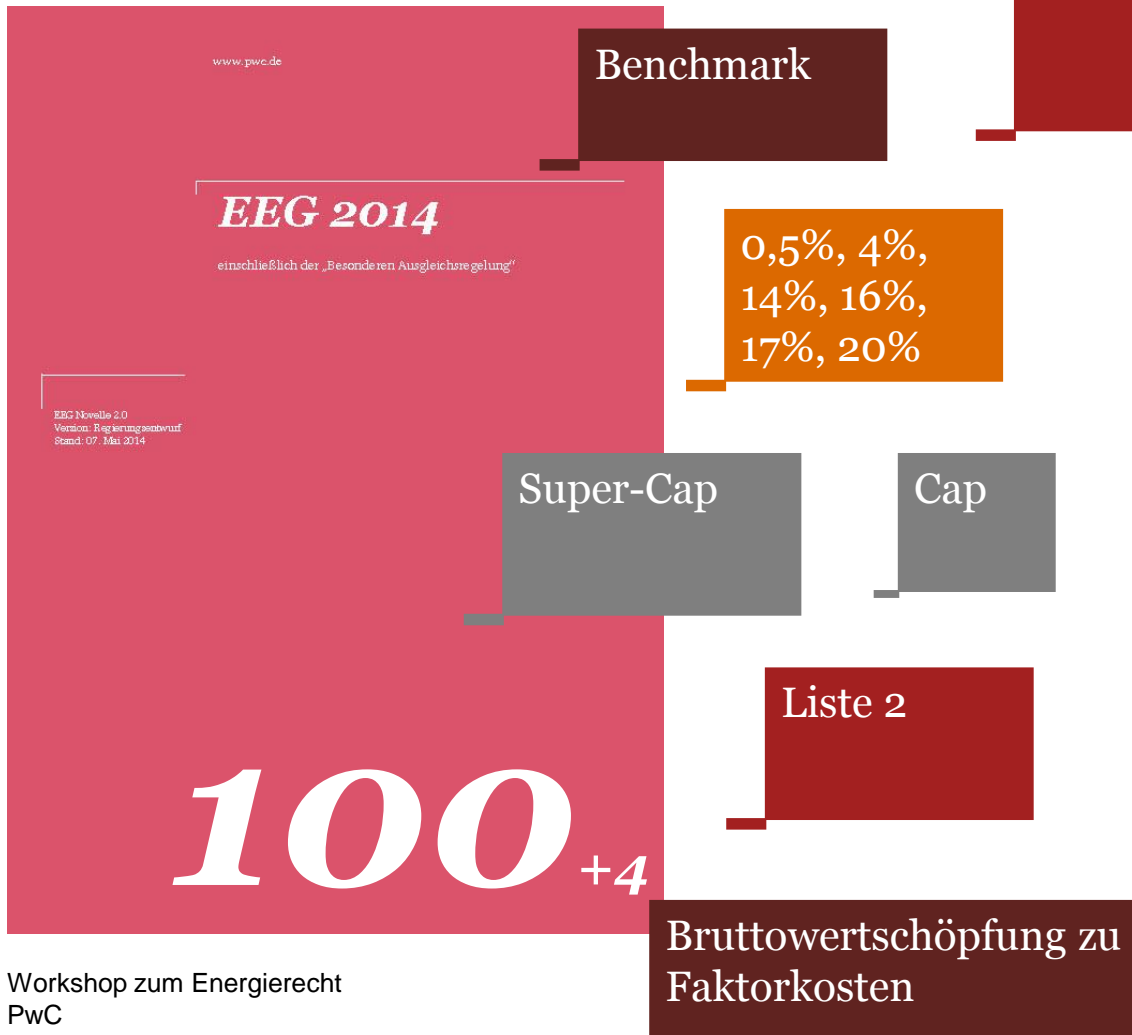 www.pwc.de
Benchmark
EEG 2014
einschließlich der „Besonderen Ausgleichsregelung“
0,5%, 4%,
14%, 16%,
17%, 20%
EEG Novelle 2.0
Version: Regierungsentwurf
Stand: 07. Mai 2014
Super-Cap
Cap
Liste 2
100+4
Bruttowertschöpfung zu
Faktorkosten
Workshop zum Energierecht
PwC